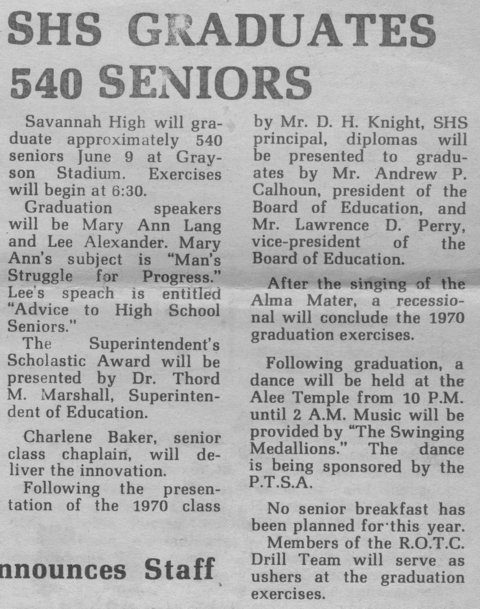 SHS GRADUATES
540 SENIORS
Savannah High will gra-
duate approximately 540
seniors June 9 at Gray-
son Stadium. Exercises
will begin at 6:30.
Graduation speakers
will be Mary Ann Lang
and Lee Alexander. Mary
Ann's subject is "Man's
Struggle for Progress."
Lee's speach is entitled
"Advice to High School
Seniors."
The Superintendent's
Scholastic Award will be
presented by Dr. Thord
M. Marshall, Superinten-
dent of Education.
Charlene Baker, senior
class chaplain, will de-
liver the innovation.
Following the presen-
tation of the 1970 class
by Mr. D. H. Knight, SHS
principal, diplomas will
be presented to gradu-
ates by Mr. Andrew P.
Calhoun, president of the
Board of Education, and
Mr. Lawrence D. Perry,
vice-president of the
Board of Education.
After the singing of the
Alma Mater, a recessio-
nal will conclude the 1970
graduation exercises.
Following graduation, a
dance will be held at the
Alee Temple from 10 P.M.
until 2 A.M. Music will be
provided by "The Swinging
Medallions." The dance
is being sponsored by the
P.T.S.A.
No senior breakfast has
been planned for this year.
Members of the R.O.T.C.
Drill Team will serve as
ushers at the graduation
exercises.
nnounces Staff